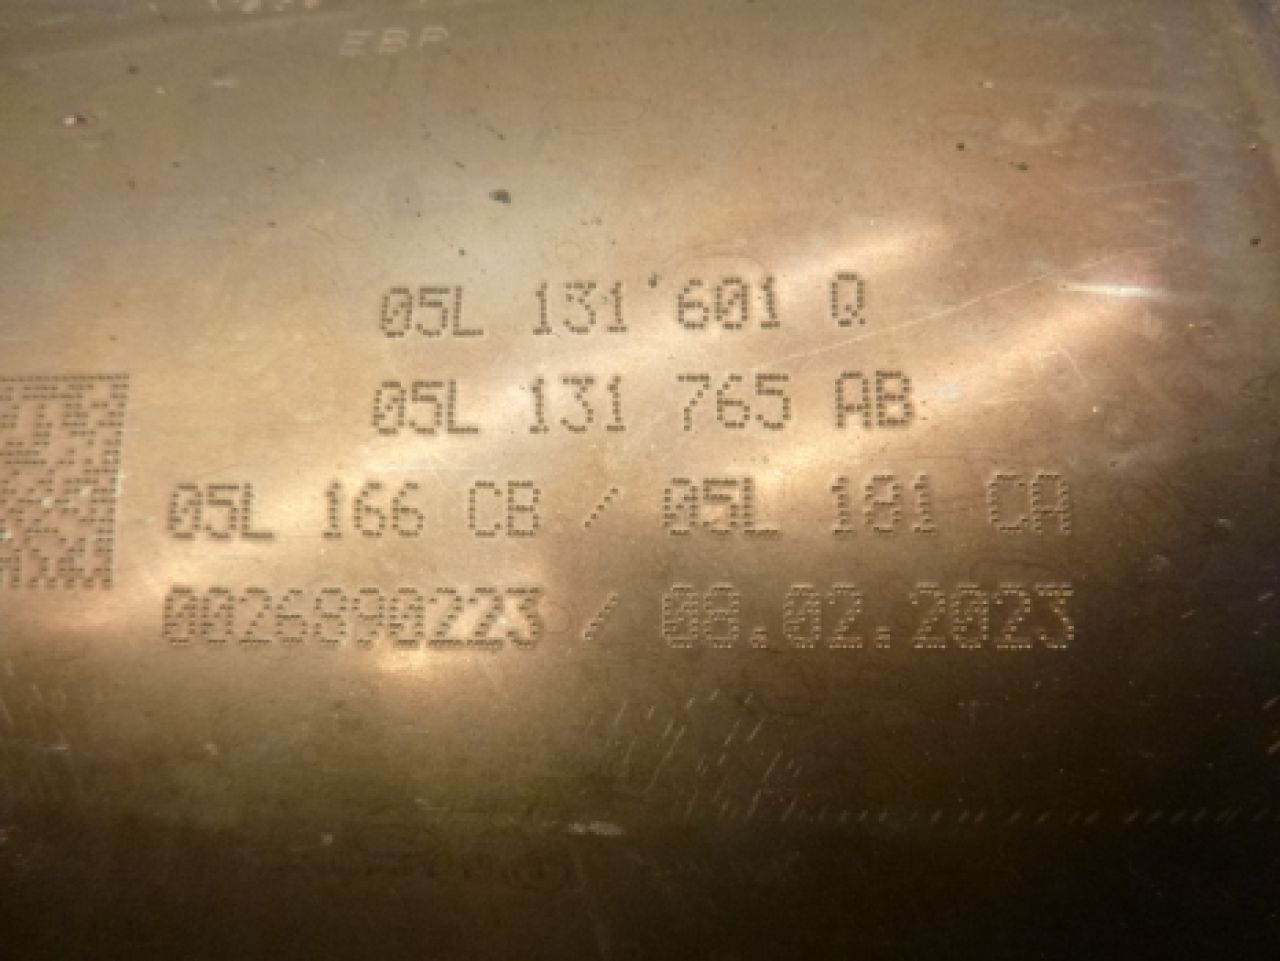 EBP
05L 131 601 Q
05L 131 765 AB
05L 166 CB / 05L 181 CA
0026890223 / 08.02.2023